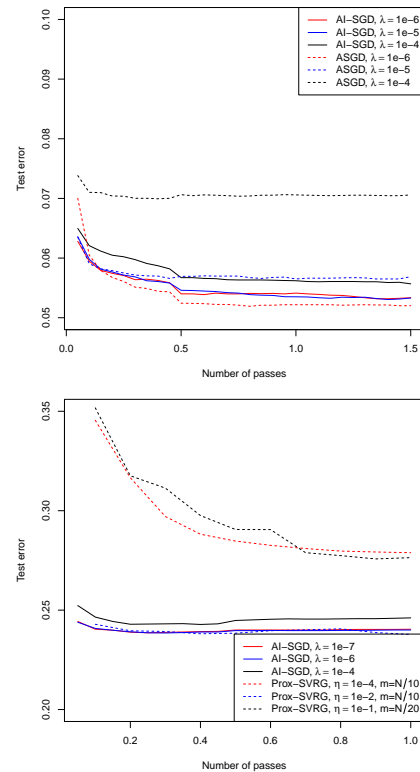 0.10
0.09
0.08
0.07
0.06
0.05
Test error
AI−SGD, λ = 1e−6
AI−SGD, λ = 1e−5
AI−SGD, λ = 1e−4
ASGD, λ = 1e−6
ASGD, λ = 1e−5
ASGD, λ = 1e−4
0.0 0.5 1.0 1.5
Number of passes
0.35
0.30
0.25
0.20
Test error
AI−SGD, λ = 1e−7
AI−SGD, λ = 1e−6
AI−SGD, λ = 1e−4
Prox−SVRG, η = 1e−4, m=N/10
Prox−SVRG, η = 1e−2, m=N/10
Prox−SVRG, η = 1e−1, m=N/20
0.2 0.4 0.6 0.8 1.0
Number of passes